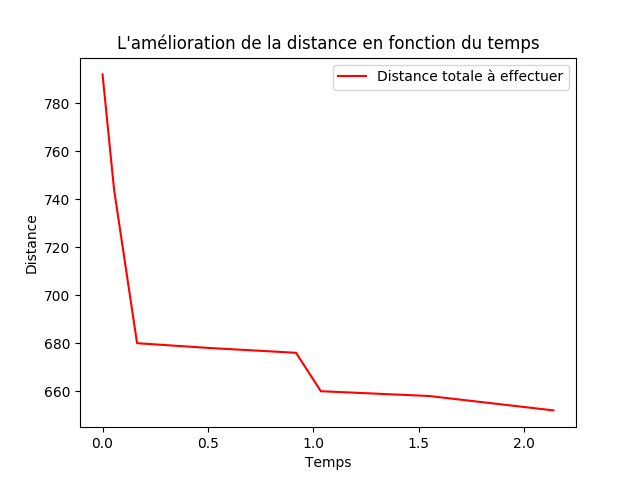 L'amélioration de la distance en fonction du temps
Distance totale à effectuer
780
760
740
720
700
680
660
Distance
0.0 0.5 1.0 1.5 2.0
Temps